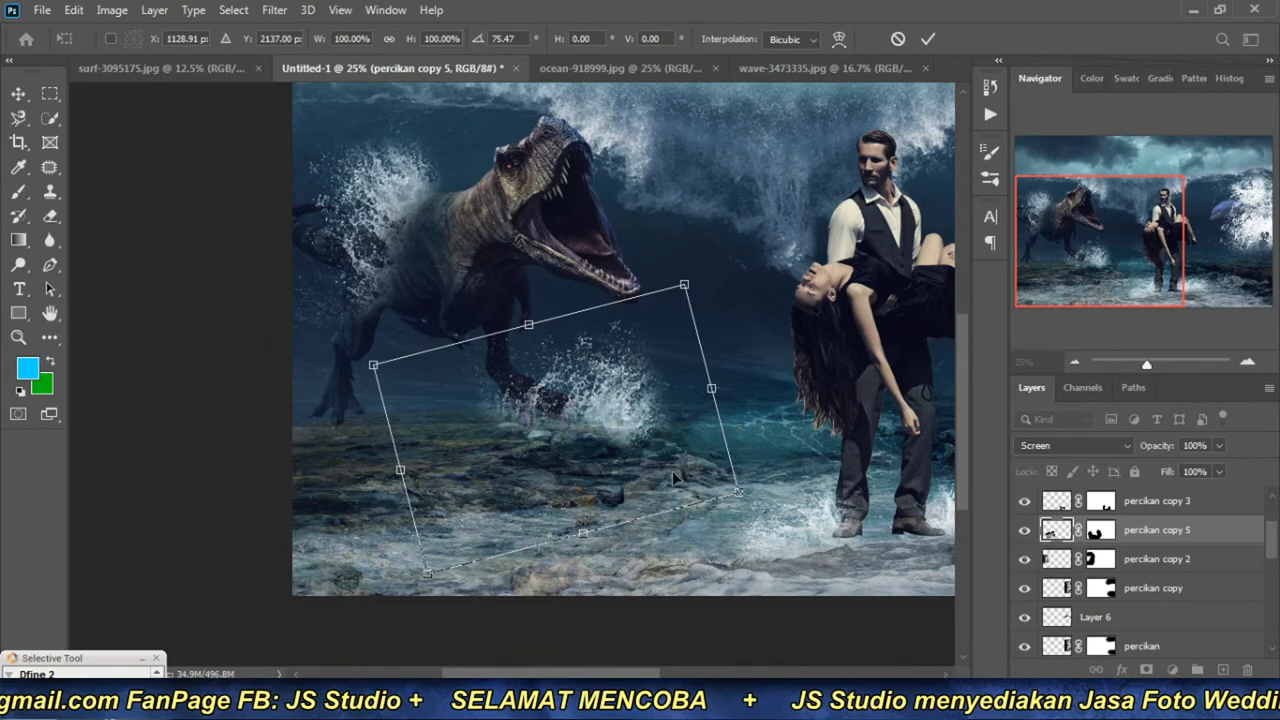 Ps File Edit Image Layer Type Select Filter 3D View Window Help
X: 1128.91 p: Y: 2137.00 p: W: 100.00% H: 100.00% 75.47 ° H: 0.00 ° V: 0.00 ° Interpolation: Bicubic
surf-3095175.jpg @ 12.5% (RGB/... × Untitled-1 @ 25% (percikan copy 5, RGB/8#) * × ocean-918999.jpg @ 25% (RGB/... × wave-3473335.jpg @ 16.7% (RGB/... ×
Navigator Color Swatc Gradi Patter Histog
25%
Layers Channels Paths
Kind
Screen Opacity: 100%
Lock: Fill: 100%
percikan copy 3
percikan copy 5
percikan copy 2
percikan copy
Layer 6
percikan
Selective Tool
Dfine 2
34.9M/496.8M
gmail.com FanPage FB: JS Studio + SELAMAT MENCOBA + JS Studio menyediakan Jasa Foto Weddi